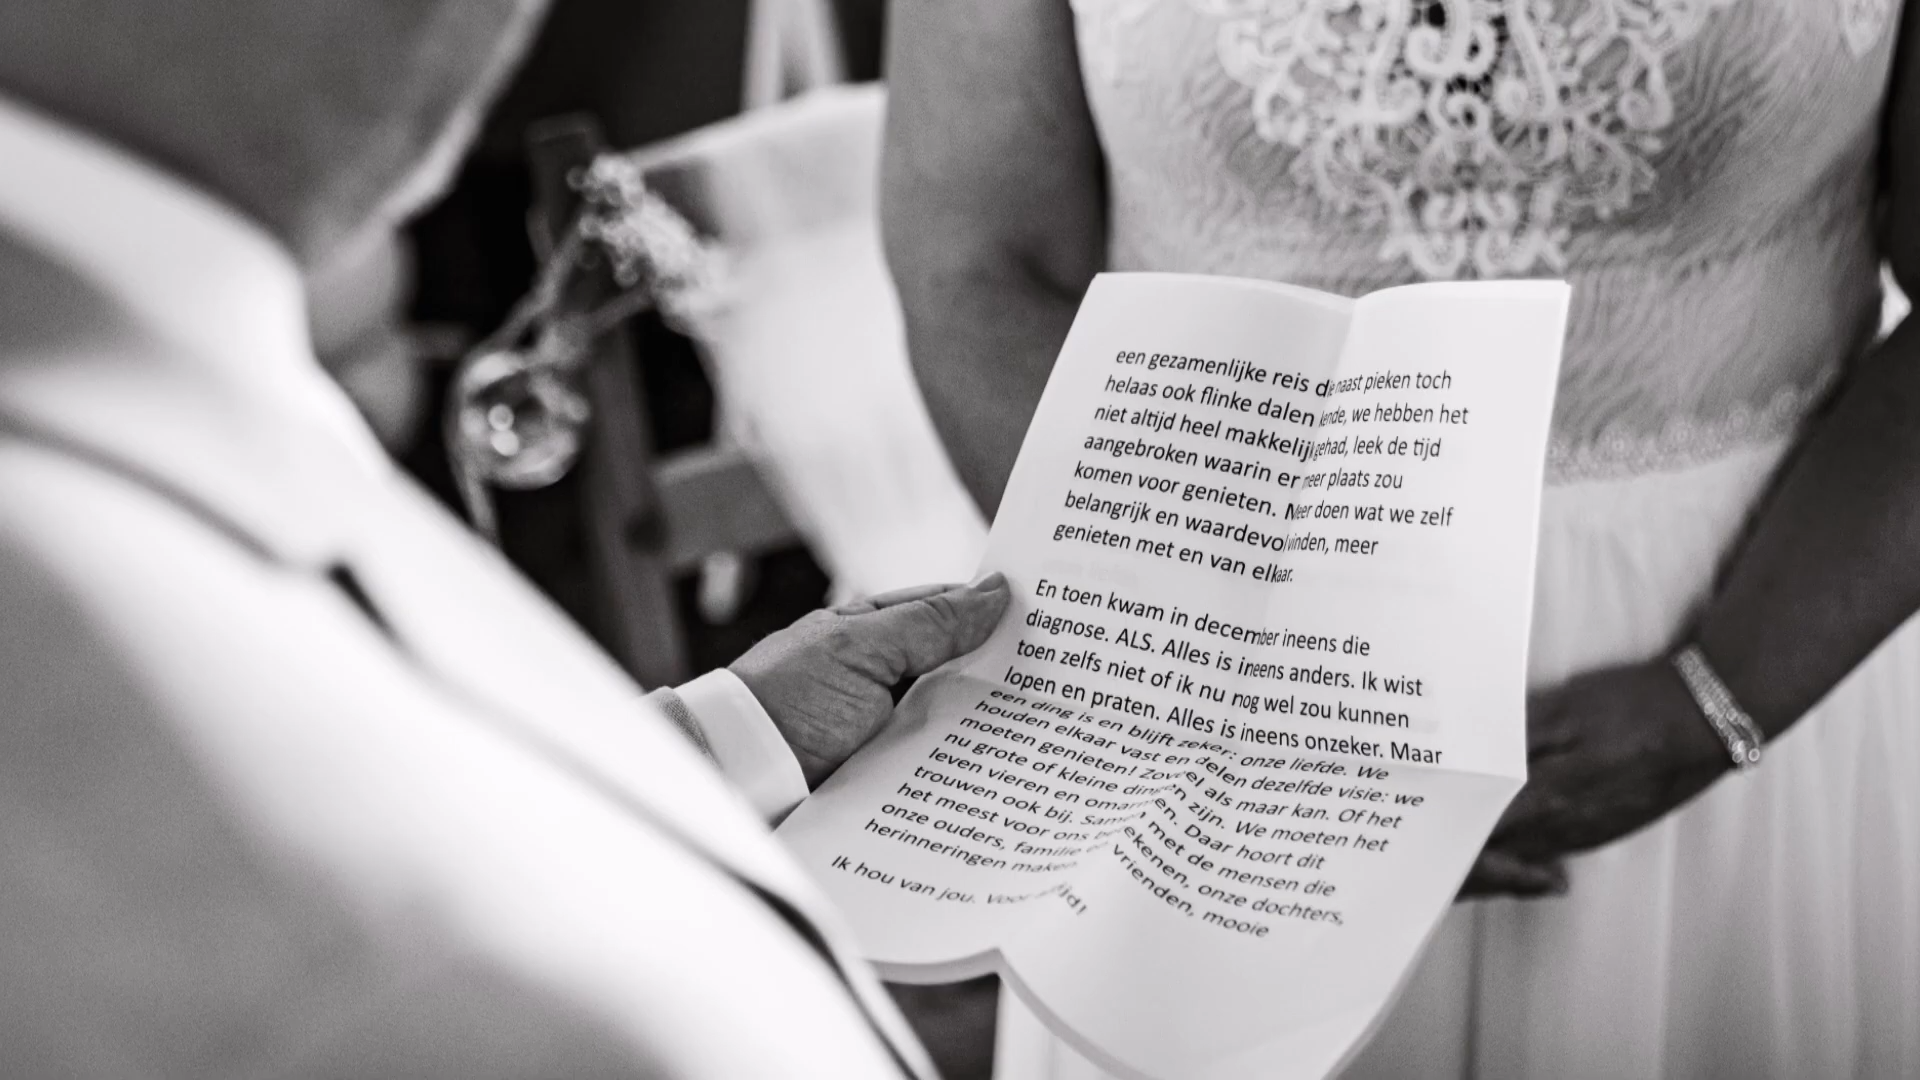 een gezamenlijke reis die naast pieken toch
helaas ook flinke dalen kende, we hebben het
niet altijd heel makkelijk gehad, leek de tijd
aangebroken waarin er meer plaats zou
komen voor genieten. Meer doen wat we zelf
belangrijk en waardevol vinden, meer
genieten met en van elkaar.
En toen kwam in december ineens die
diagnose. ALS. Alles is ineens anders. Ik wist
toen zelfs niet of ik nu nog wel zou kunnen
lopen en praten. Alles is ineens onzeker. Maar
een ding is en blijft zeker: onze liefde. We
houden elkaar vast en delen dezelfde visie: we
moeten genieten! Zoveel als maar kan. Of het
nu grote of kleine dingen zijn. We moeten het
leven vieren en omarmen. Daar hoort dit
trouwen ook bij. Samen met de mensen die
het meest voor ons betekenen, onze dochters,
onze ouders, familie en vrienden, mooie
herinneringen maken
Ik hou van jou. Voor altijd!